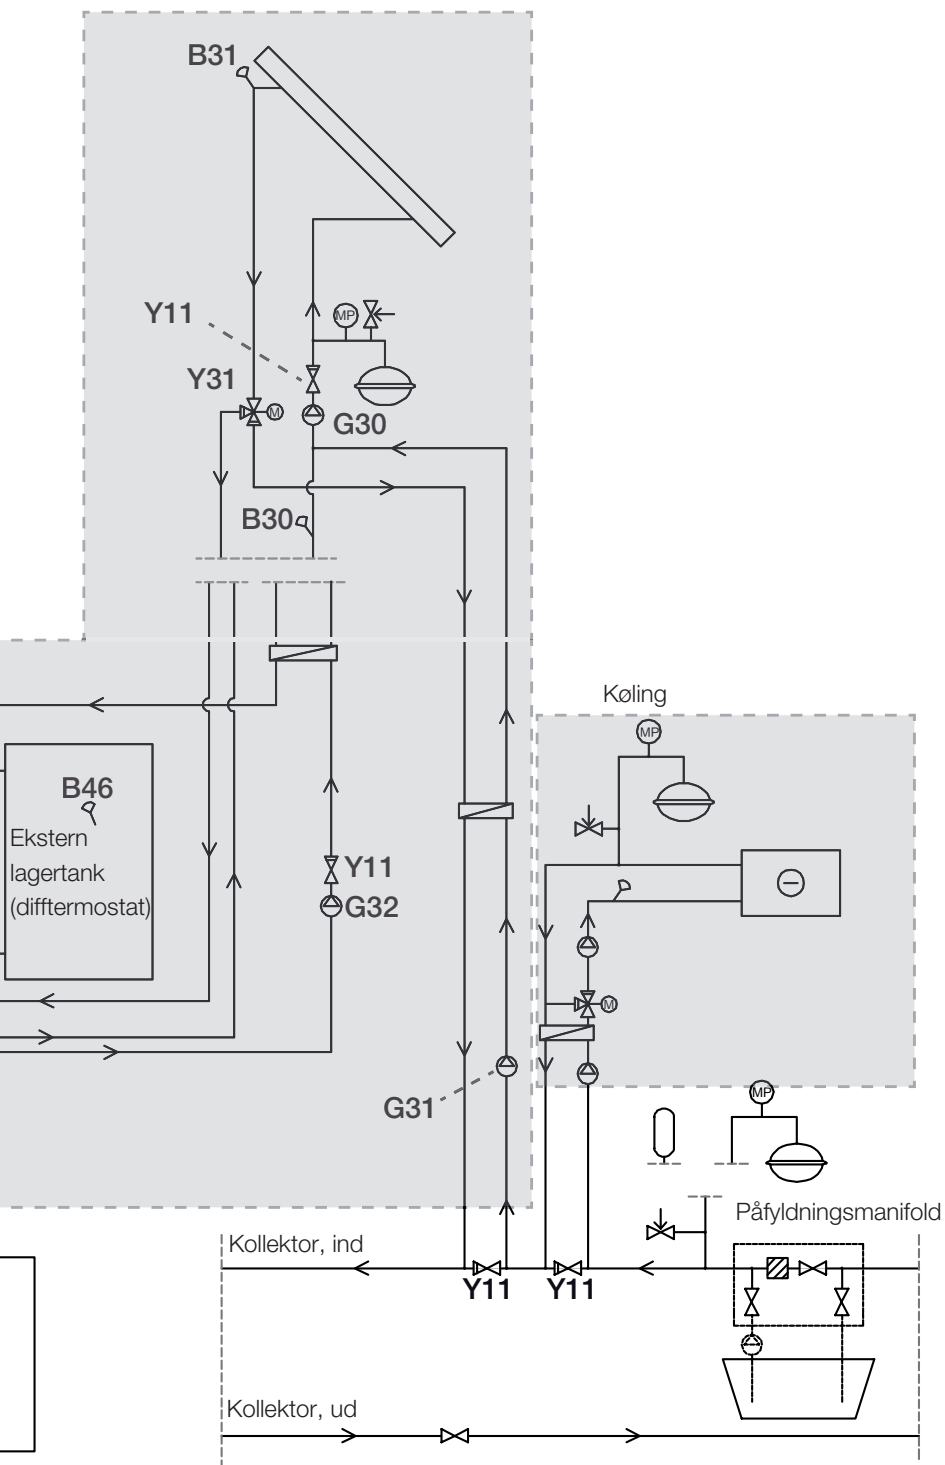 B31
Y11
MP
Y31
M
G30
B30
Køling
MP
B46
Ekstern
lagertank
(difftermostat)
Y11
G32
M
G31
MP
Påfyldningsmanifold
Kollektor, ind
Y11
Y11
Kollektor, ud